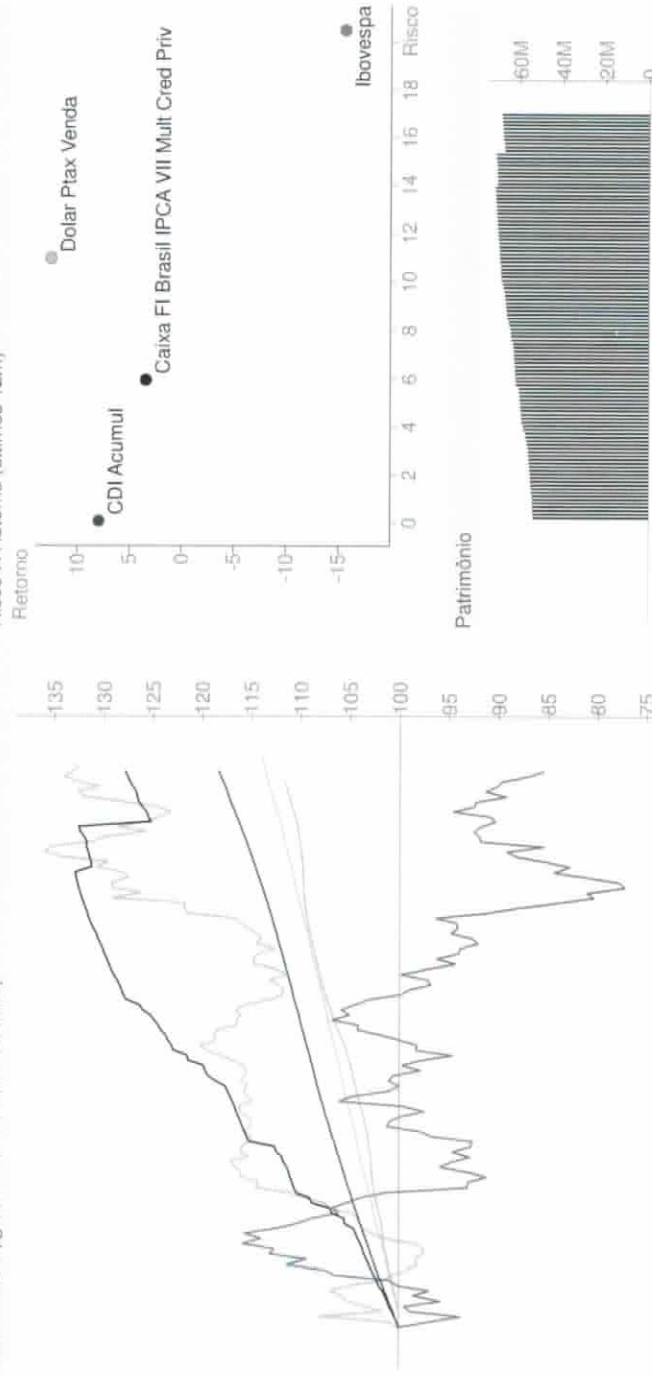 Retorno
10
5
0
-5
-10
-15
Dolar Ptax Venda
CDI Acumul
Caixa FI Brasil IPCA VII Mult Cred Priv
Ibovespa
0 2 4 6 8 10 12 14 16 18 Risco
135
130
125
120
115
110
105
100
95
90
85
80
75
Patrimônio
60M
40M
20M
0